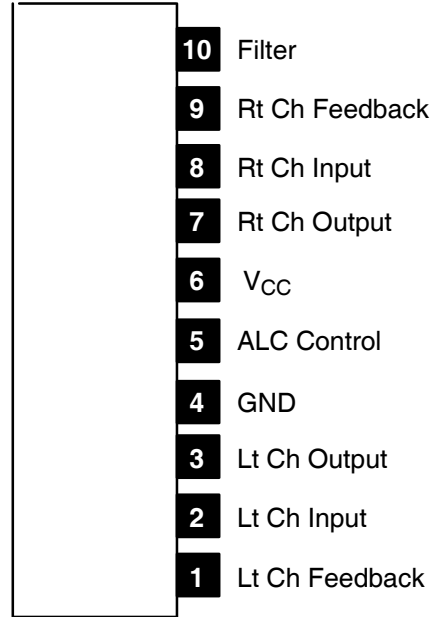 10 Filter
9 Rt Ch Feedback
8 Rt Ch Input
7 Rt Ch Output
6 VCC
5 ALC Control
4 GND
3 Lt Ch Output
2 Lt Ch Input
1 Lt Ch Feedback